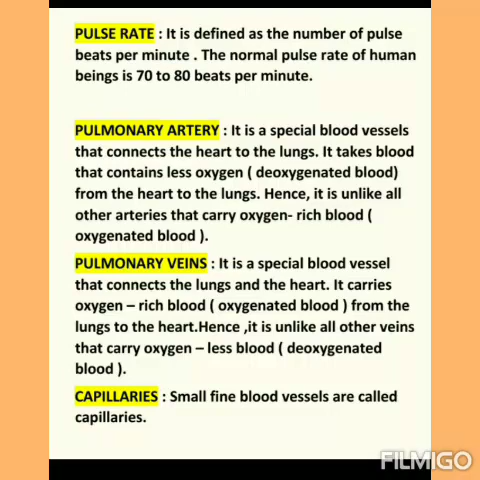 PULSE RATE : It is defined as the number of pulse
beats per minute . The normal pulse rate of human
beings is 70 to 80 beats per minute.
PULMONARY ARTERY : It is a special blood vessels
that connects the heart to the lungs. It takes blood
that contains less oxygen ( deoxygenated blood)
from the heart to the lungs. Hence, it is unlike all
other arteries that carry oxygen- rich blood (
oxygenated blood ).
PULMONARY VEINS : It is a special blood vessel
that connects the lungs and the heart. It carries
oxygen – rich blood ( oxygenated blood ) from the
lungs to the heart.Hence ,it is unlike all other veins
that carry oxygen – less blood ( deoxygenated
blood ).
CAPILLARIES : Small fine blood vessels are called
capillaries.
FILMIGO